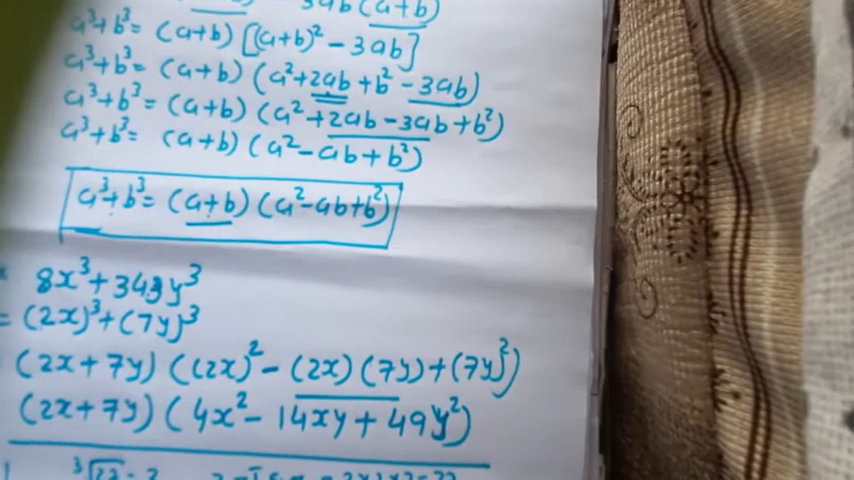 3ab(a+b)
a³+b³= (a+b) [(a+b)² - 3ab]
a³+b³= (a+b) (a²+2ab+b² - 3ab)
a³+b³= (a+b) (a²+2ab-3ab+b²)
a³+b³= (a+b) (a²-ab+b²)
a³+b³= (a+b) (a²-ab+b²)
8x³+343y³
= (2x)³+(7y)³
(2x+7y) ((2x)² - (2x)(7y)+(7y)²)
(2x+7y) (4x²- 14xy+49y²)